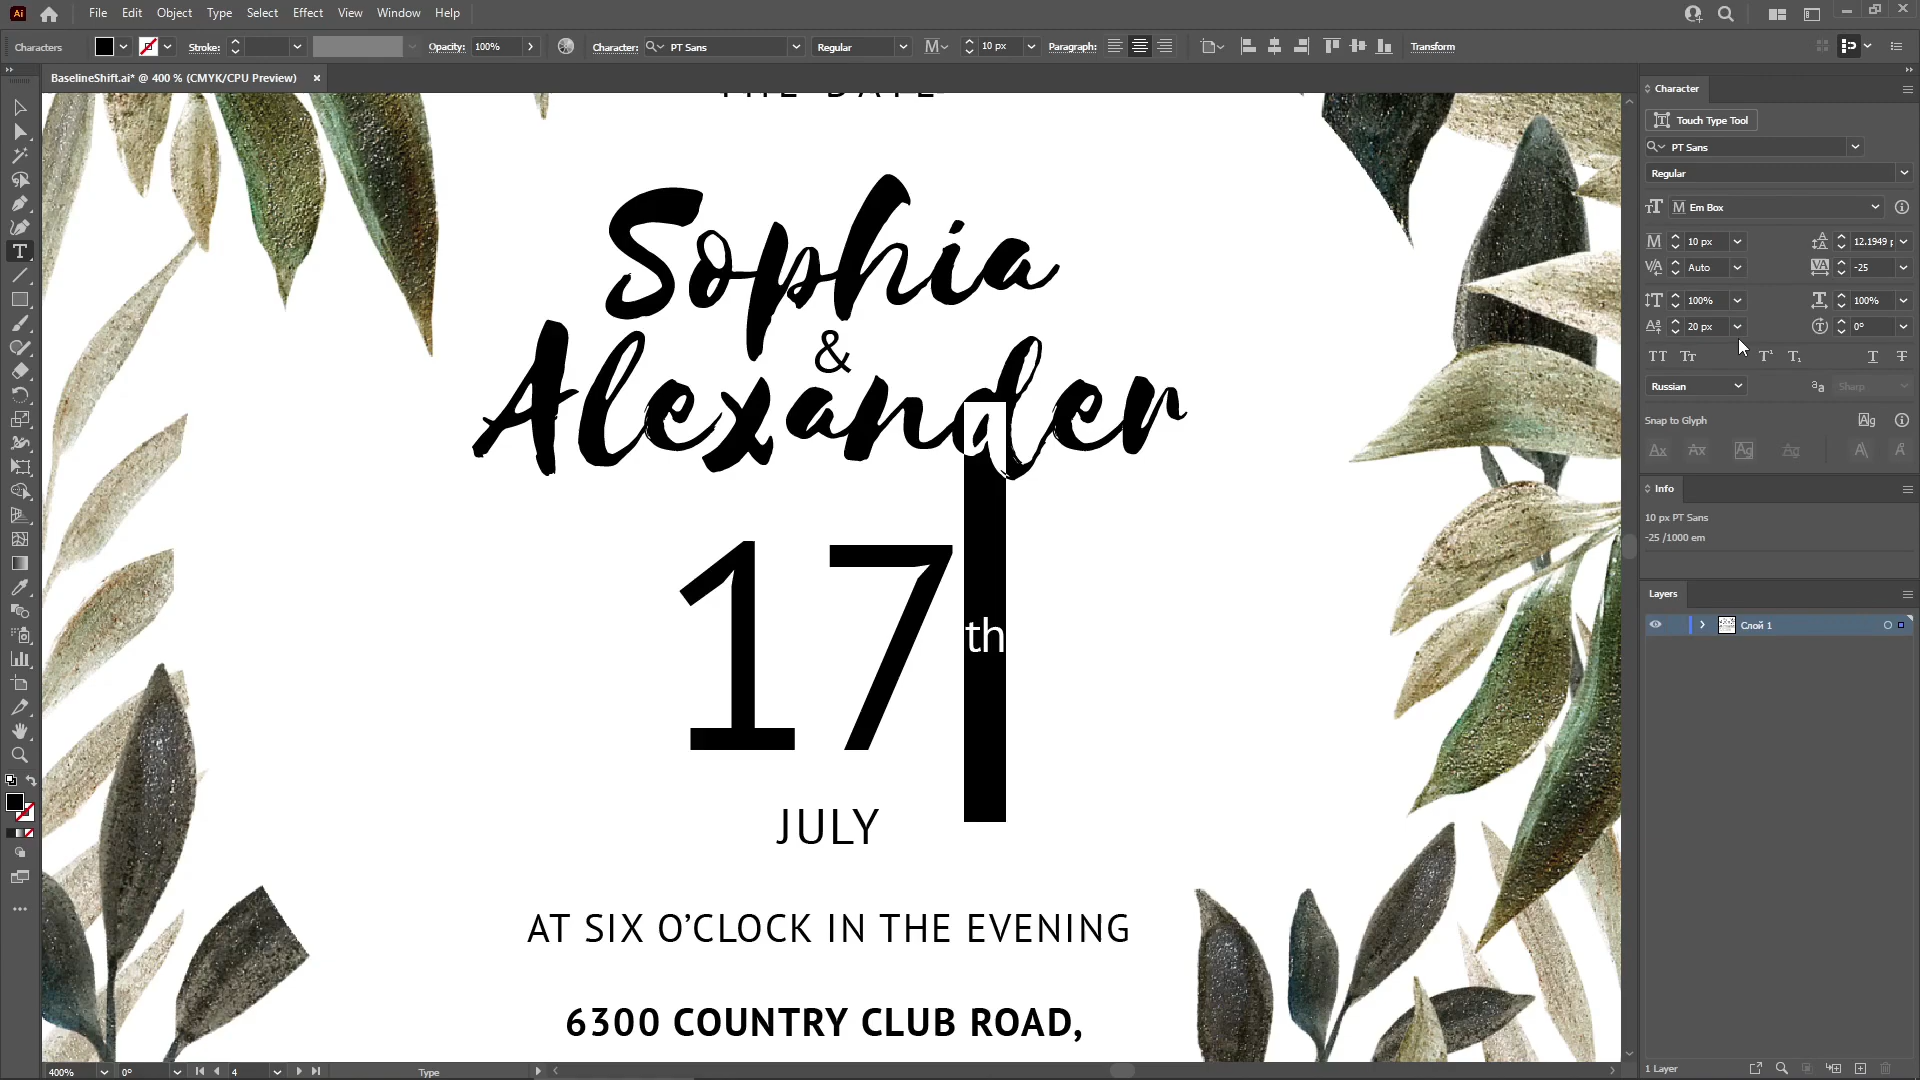 Ai File Edit Object Type Select Effect View Window Help
Characters Stroke: Opacity: 100% Character: PT Sans Regular 10 px Paragraph: Transform
BaselineShift.ai* @ 400 % (CMYK/CPU Preview)
THE DATE
Sophia
&
Alexander
17th
JULY
AT SIX O’CLOCK IN THE EVENING
6300 COUNTRY CLUB ROAD,
Character
Touch Type Tool
PT Sans
Regular
Em Box
10 px 12.1949 p
Auto -25
100% 100%
20 px 0°
Russian Sharp
Snap to Glyph
Info
10 px PT Sans
-25 /1000 em
Layers
Слой 1
1 Layer
400% 0° 4 Type